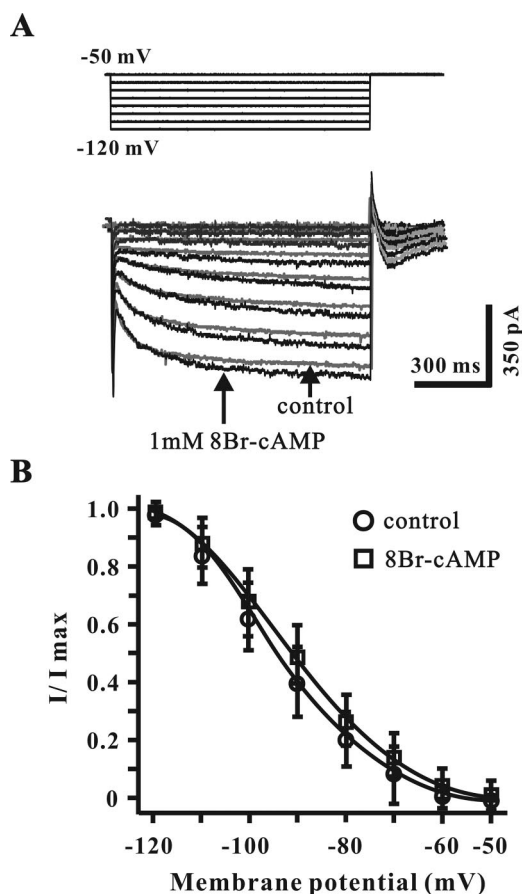 A
-50 mV
-120 mV
300 ms
350 pA
control
1mM 8Br-cAMP
B
1.0
0.8
0.6
0.4
0.2
0
I/ I max
control
8Br-cAMP
-120
-100
-80
-60
-50
Membrane potential (mV)